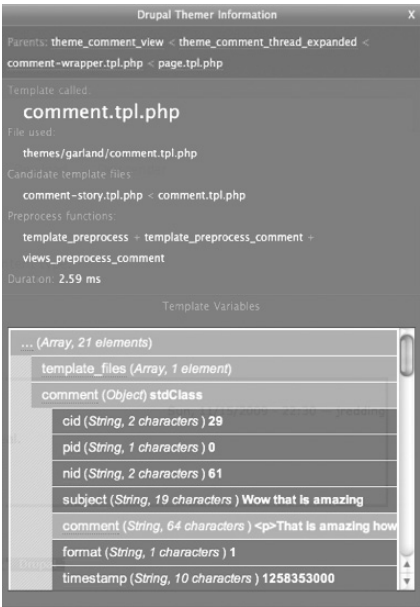 Drupal Themer Information X
Parents: theme_comment_view < theme_comment_thread_expanded <
comment-wrapper.tpl.php < page.tpl.php
Template called:
comment.tpl.php
File used:
themes/garland/comment.tpl.php
Candidate template files:
comment-story.tpl.php < comment.tpl.php
Preprocess functions:
template_preprocess + template_preprocess_comment +
views_preprocess_comment
Duration: 2.59 ms
Template Variables
... (Array, 21 elements)
template_files (Array, 1 element)
comment (Object) stdClass
cid (String, 2 characters ) 29
pid (String, 1 characters ) 0
nid (String, 2 characters ) 61
subject (String, 19 characters ) Wow that is amazing
comment (String, 64 characters ) <p>That is amazing how
format (String, 1 characters ) 1
timestamp (String, 10 characters ) 1258353000